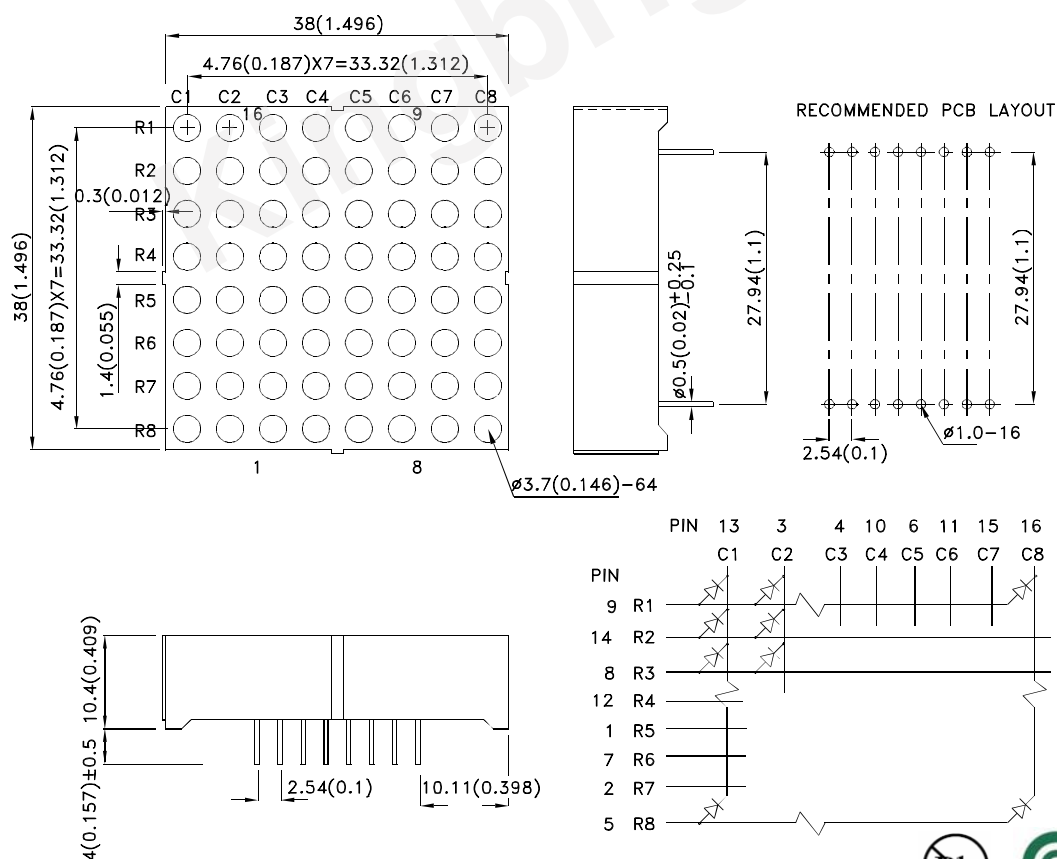 38(1.496)
4.76(0.187)X7=33.32(1.312)
C1 C2 C3 C4 C5 C6 C7 C8
16 9
R1
R2
R3
R4
R5
R6
R7
R8
0.3(0.012)
38(1.496)
4.76(0.187)X7=33.32(1.312)
1.4(0.055)
1 8
ø3.7(0.146)-64
ø0.5(0.02)+0.25
-0.1
27.94(1.1)
RECOMMENDED PCB LAYOUT
27.94(1.1)
ø1.0-16
2.54(0.1)
10.4(0.409)
4(0.157)±0.5
2.54(0.1)
10.11(0.398)
PIN 13 3 4 10 6 11 15 16
C1 C2 C3 C4 C5 C6 C7 C8
PIN
9 R1
14 R2
8 R3
12 R4
1 R5
7 R6
2 R7
5 R8
Kingbrig